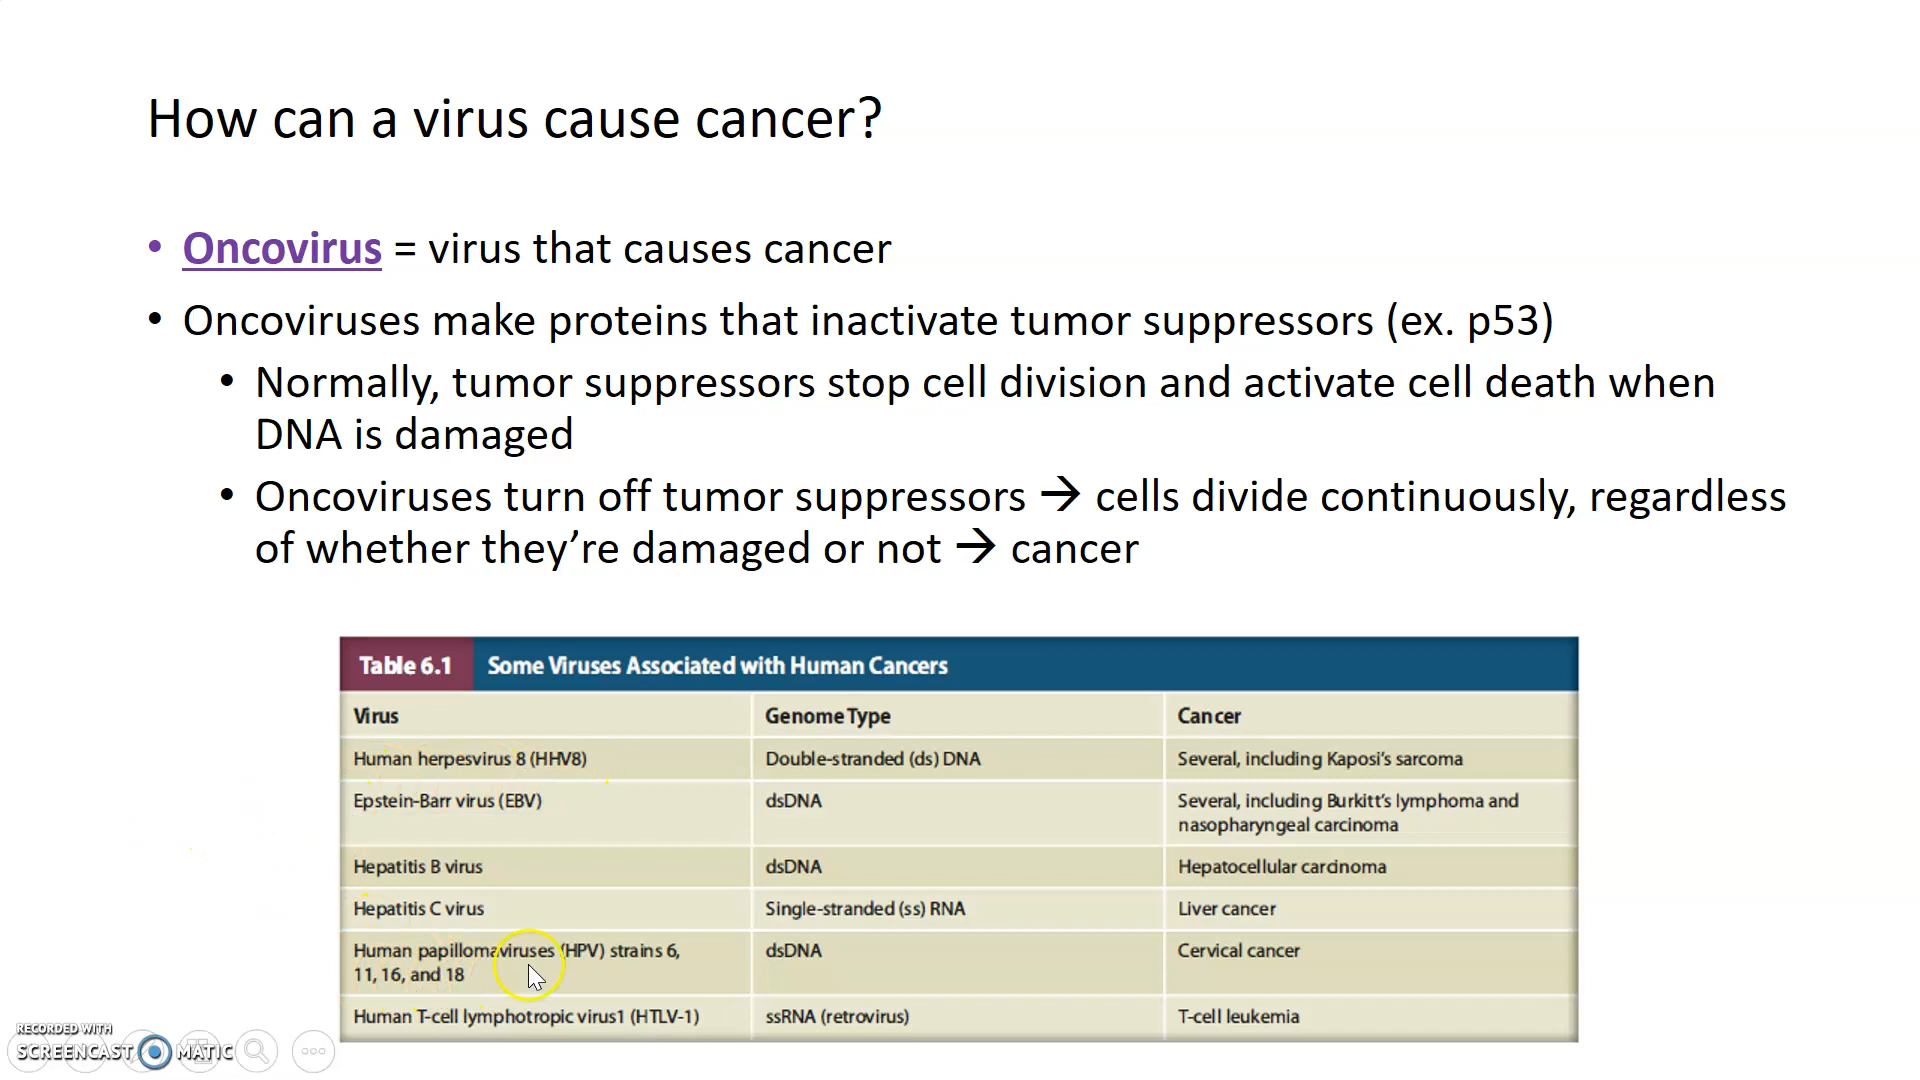 How can a virus cause cancer?
• Oncovirus = virus that causes cancer
• Oncoviruses make proteins that inactivate tumor suppressors (ex. p53)
• Normally, tumor suppressors stop cell division and activate cell death when
DNA is damaged
• Oncoviruses turn off tumor suppressors → cells divide continuously, regardless
of whether they’re damaged or not → cancer
Table 6.1 Some Viruses Associated with Human Cancers
Virus Genome Type Cancer
Human herpesvirus 8 (HHV8) Double-stranded (ds) DNA Several, including Kaposi's sarcoma
Epstein-Barr virus (EBV) dsDNA Several, including Burkitt's lymphoma and
nasopharyngeal carcinoma
Hepatitis B virus dsDNA Hepatocellular carcinoma
Hepatitis C virus Single-stranded (ss) RNA Liver cancer
Human papillomaviruses (HPV) strains 6, dsDNA Cervical cancer
11, 16, and 18
Human T-cell lymphotropic virus1 (HTLV-1) ssRNA (retrovirus) T-cell leukemia
RECORDED WITH
SCREENCAST MATIC